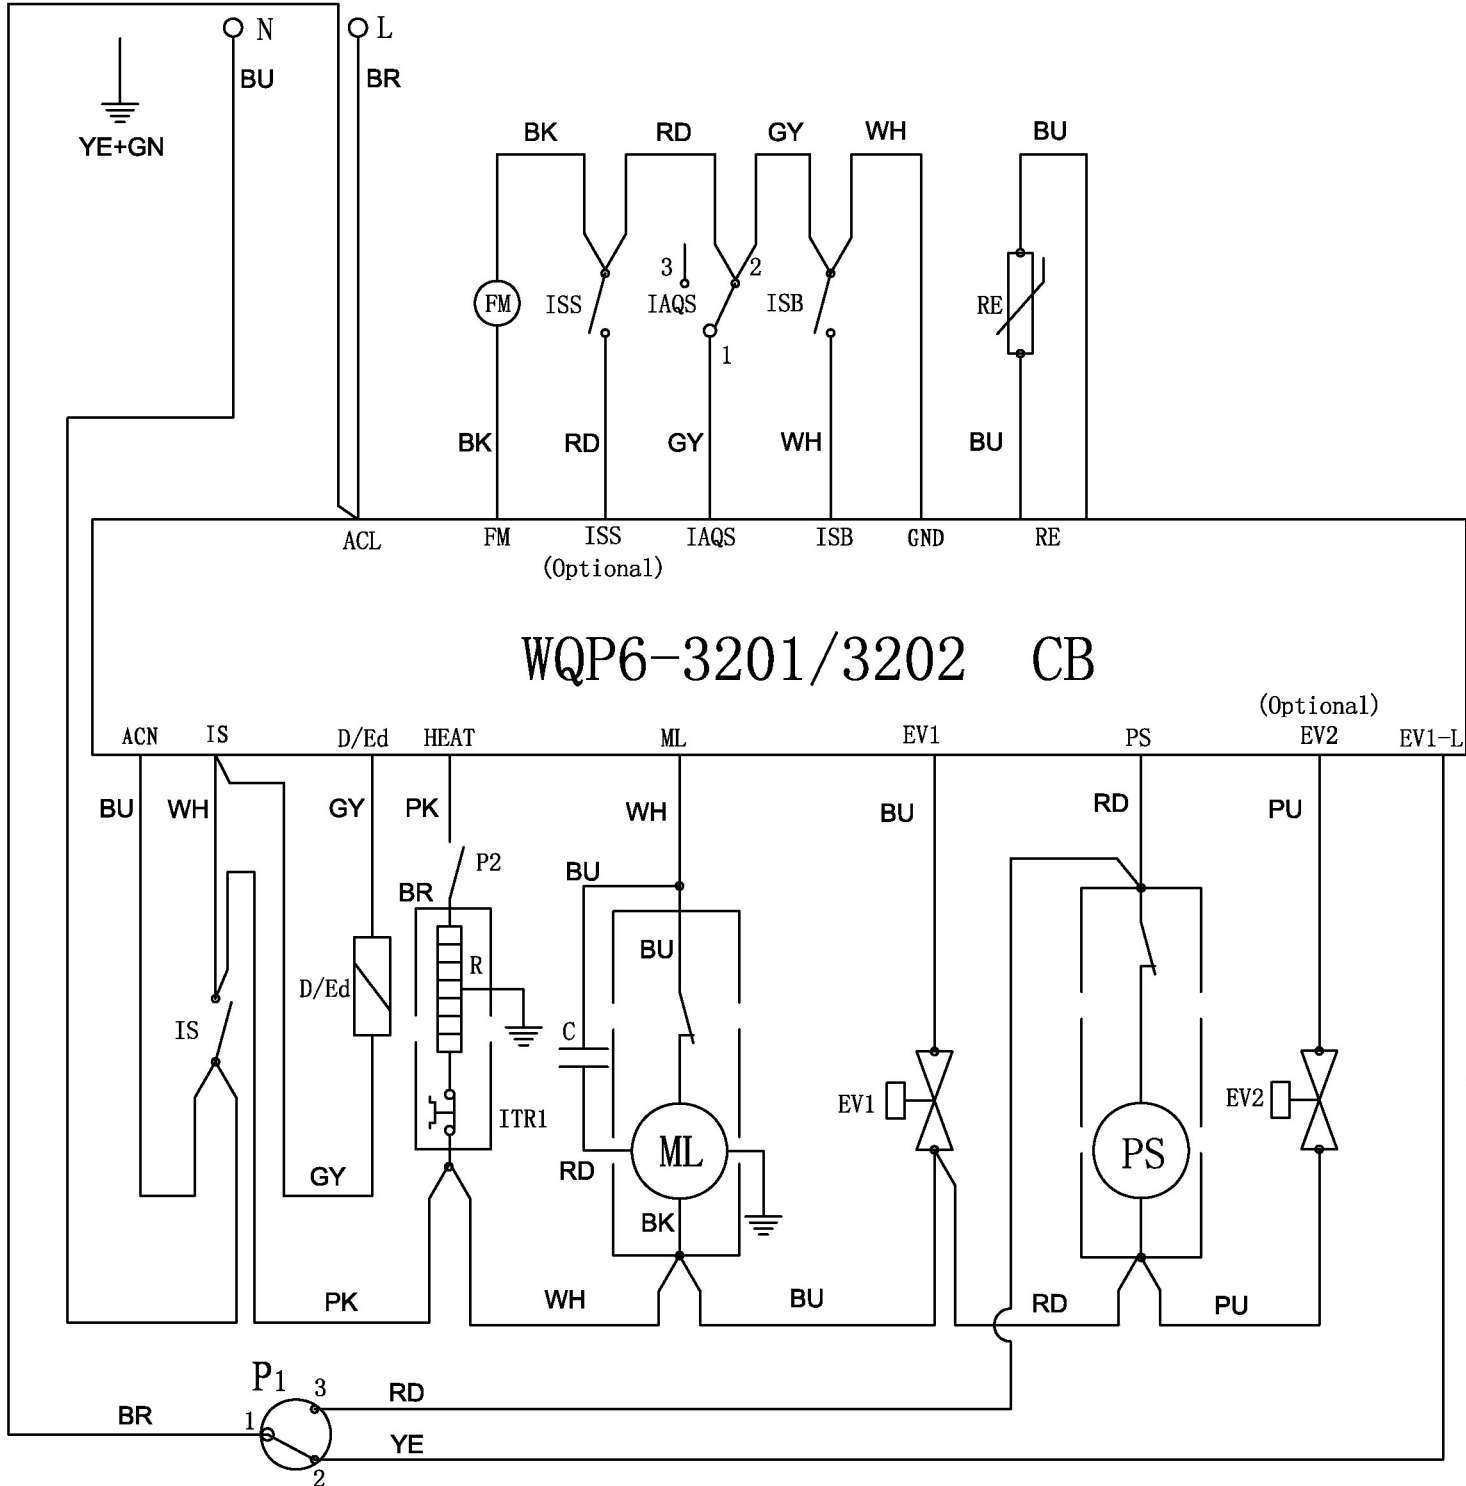 N
L
BU
BR
YE+GN
BK
RD
GY
WH
BU
3
2
FM
ISS
IAQS
ISB
RE
1
BK
RD
GY
WH
BU
ACL
FM
ISS
IAQS
ISB
GND
RE
(Optional)
WQP6-3201/3202 CB
(Optional)
ACN
IS
D/Ed
HEAT
ML
EV1
PS
EV2
EV1-L
BU
WH
GY
PK
WH
BU
RD
PU
P2
BU
BR
BU
R
D/Ed
IS
C
EV1
EV2
ITR1
ML
PS
GY
RD
BK
PK
WH
BU
RD
PU
P1
3
RD
BR
1
YE
2